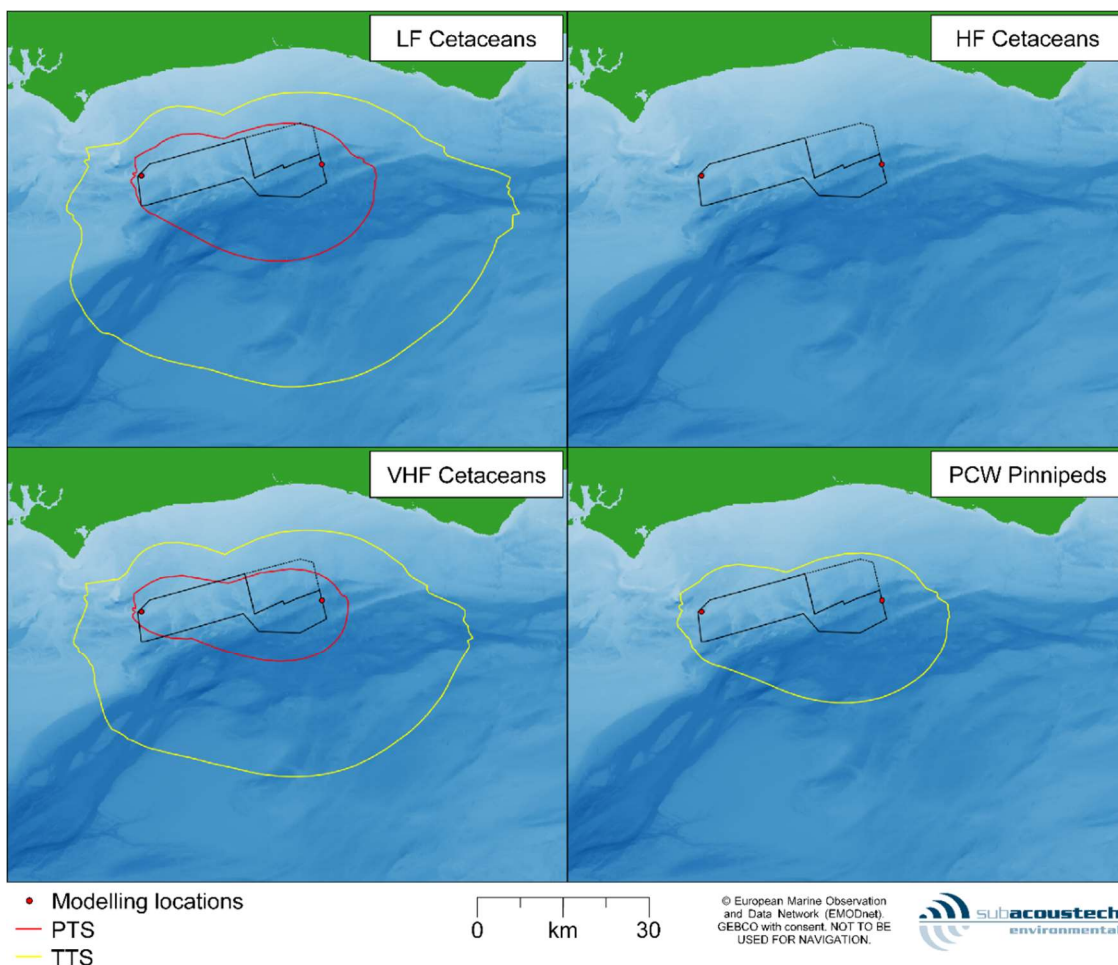 LF Cetaceans
HF Cetaceans
VHF Cetaceans
PCW Pinnipeds
Modelling locations
PTS
TTS
0 km 30
© European Marine Observation
and Data Network (EMODnet).
GEBCO with consent. NOT TO BE
USED FOR NAVIGATION.
subacoustech
environmental